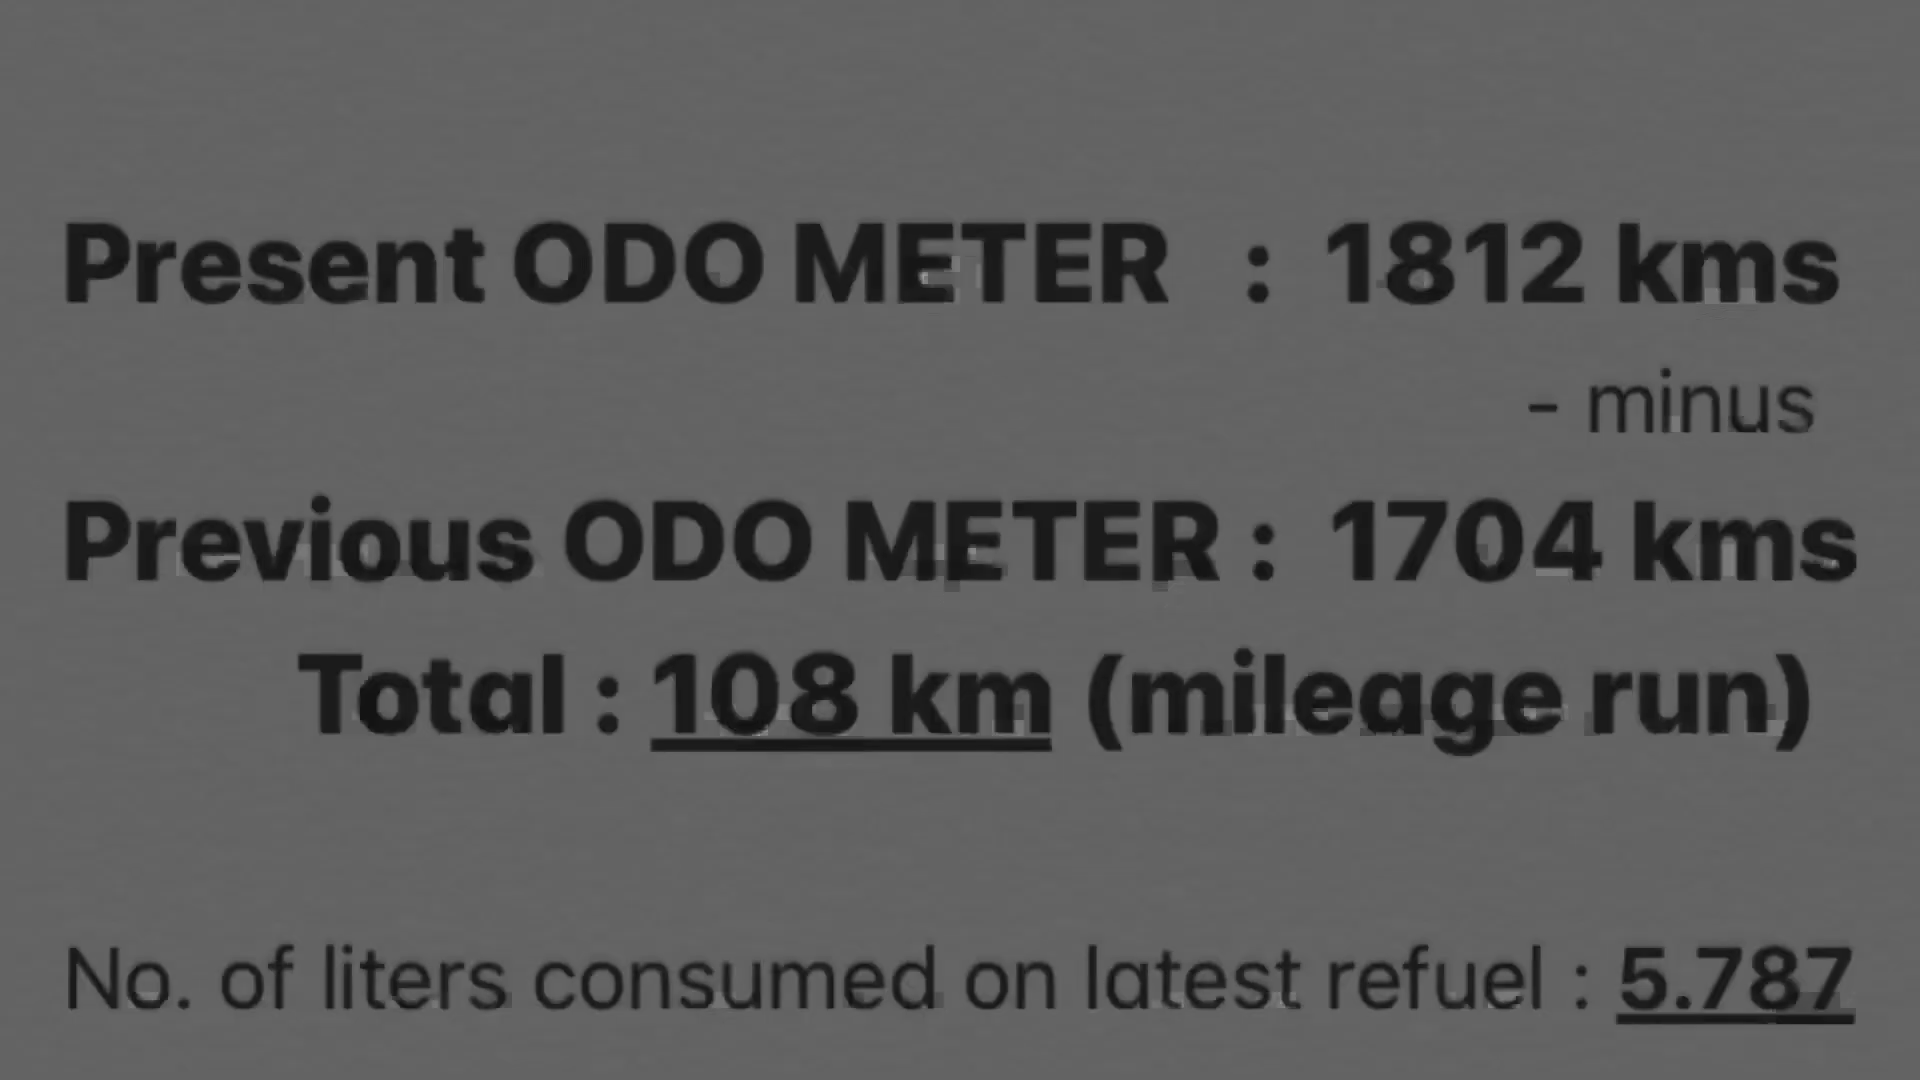 Present ODO METER : 1812 kms
- minus
Previous ODO METER : 1704 kms
Total : 108 km (mileage run)
No. of liters consumed on latest refuel : 5.787